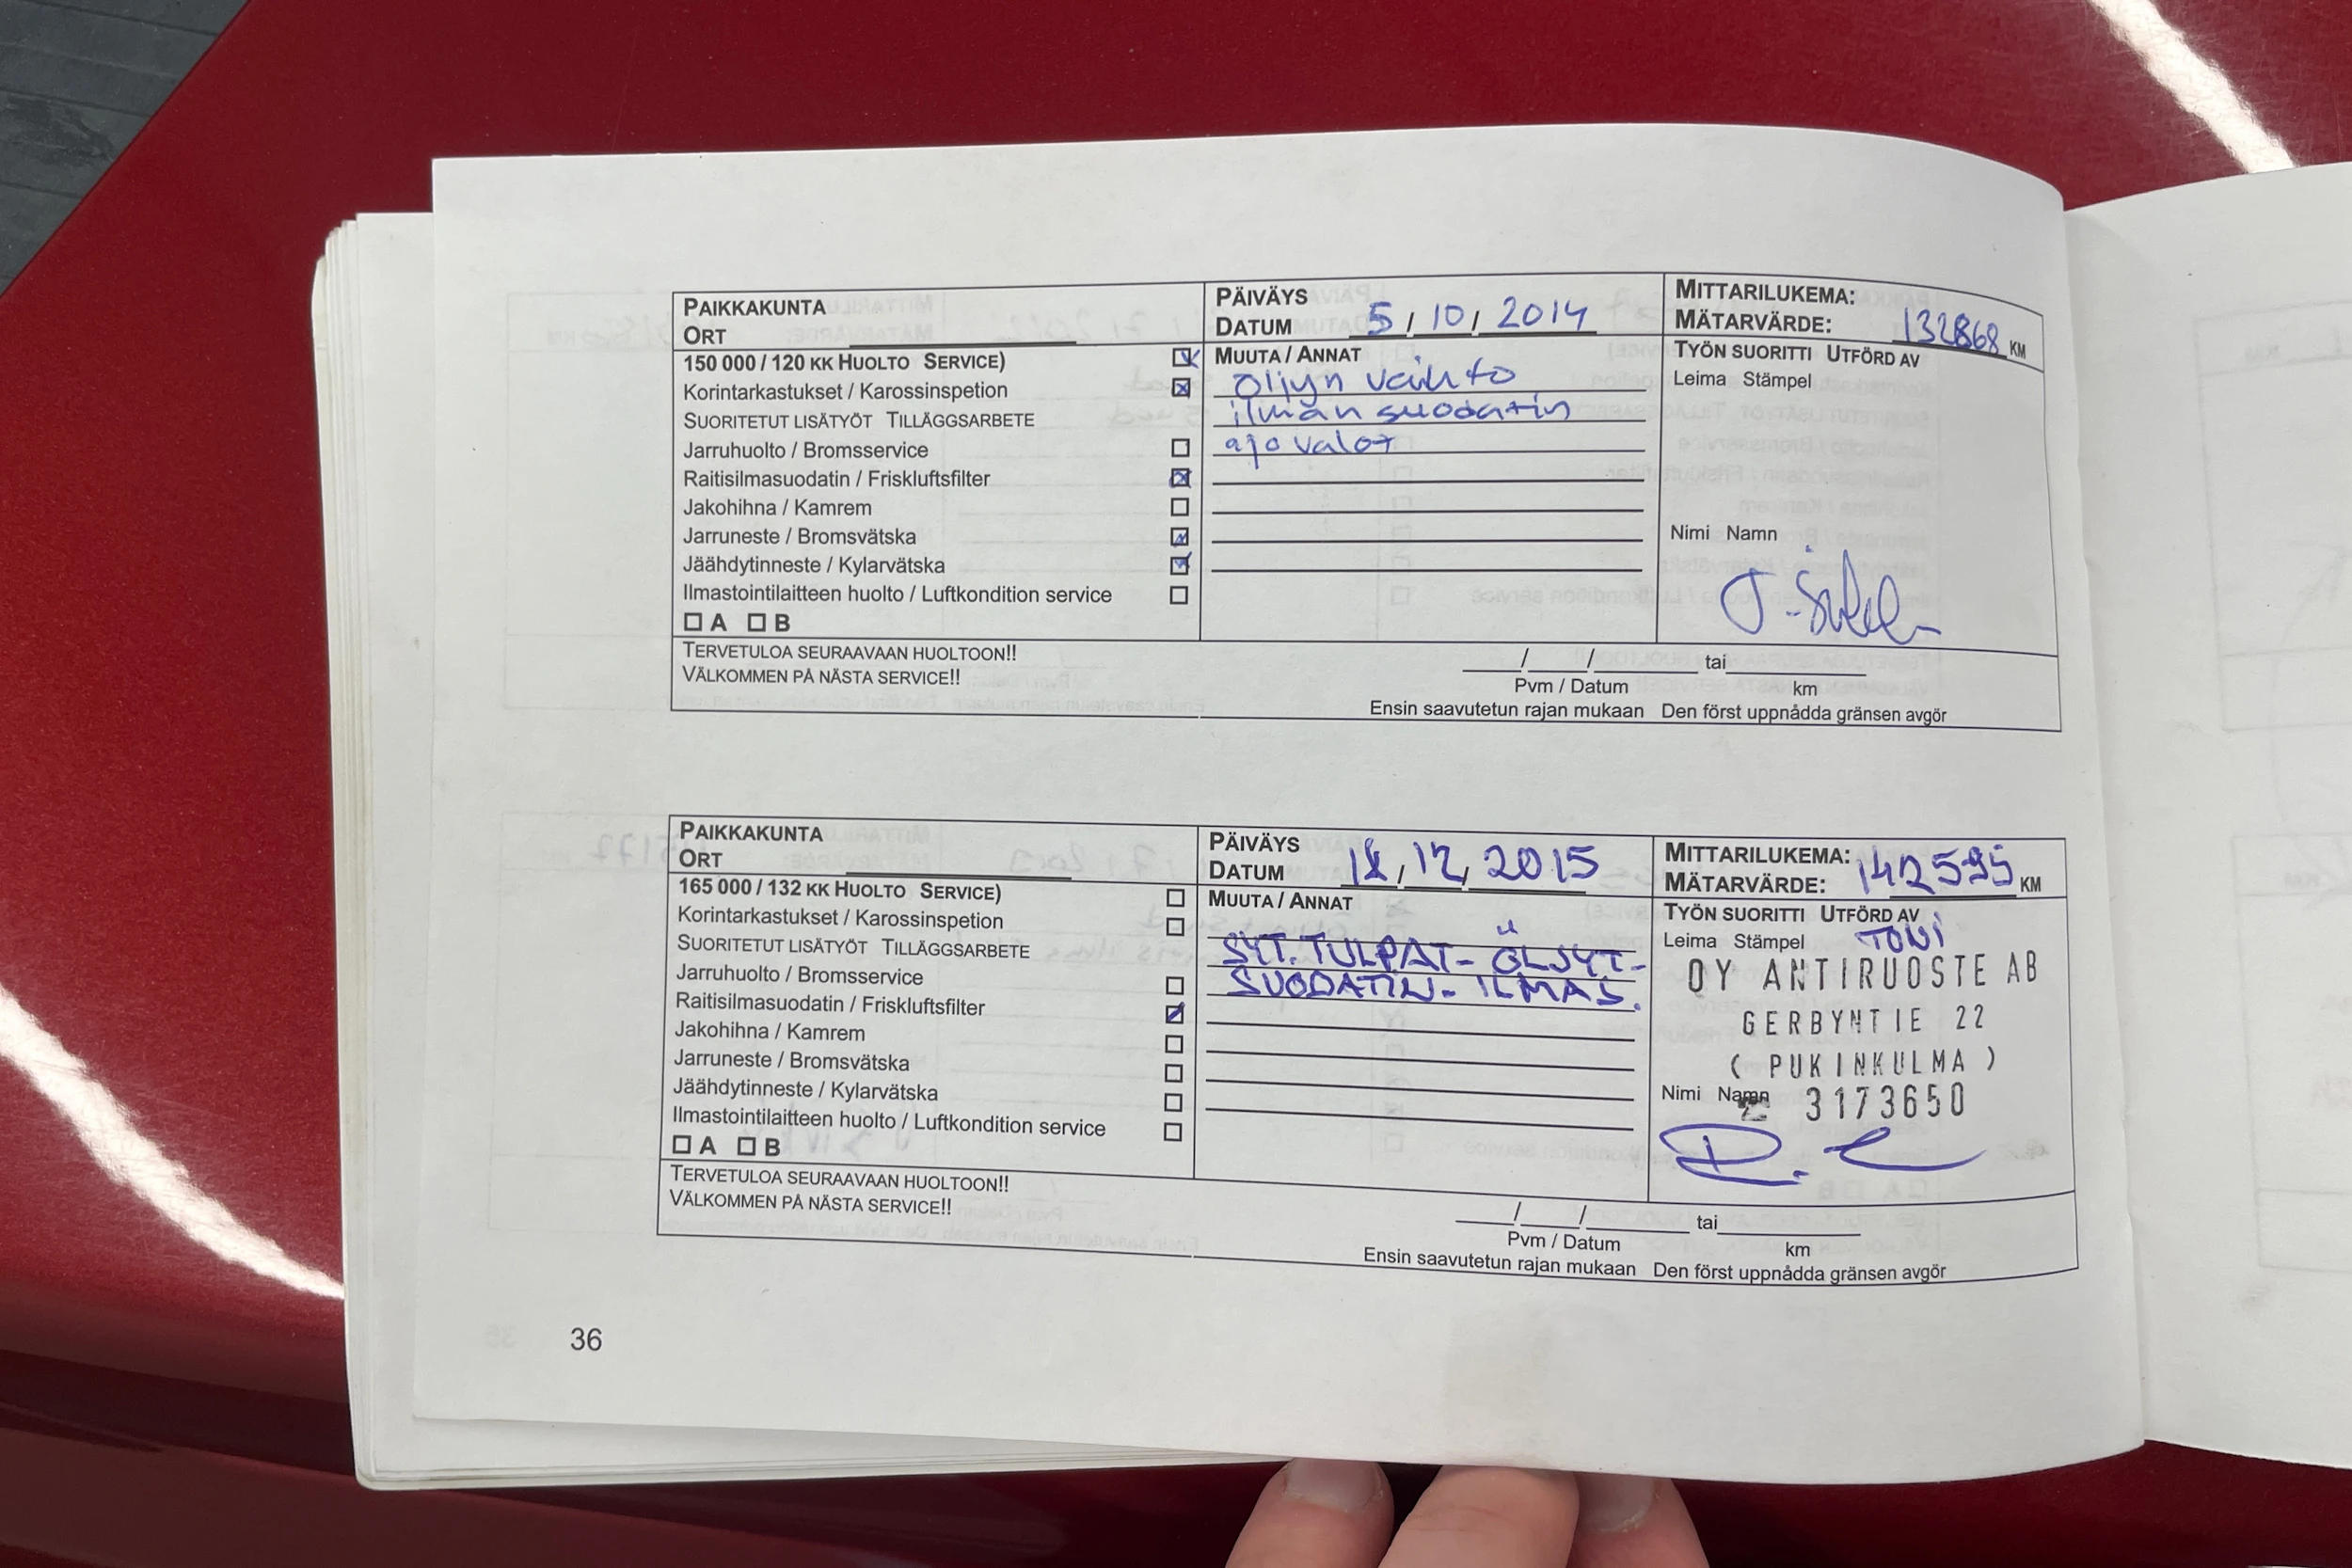 PAIKKAKUNTA
ORT
PÄIVÄYS
DATUM 5 / 10 / 2014
MITTARILUKEMA:
MÄTARVÄRDE: 132868 KM
150 000 / 120 KK HUOLTO SERVICE)
Korintarkastukset / Karossinspetion
SUORITETUT LISÄTYÖT TILLÄGGSARBETE
Jarruhuolto / Bromsservice
Raitisilmasuodatin / Friskluftsfilter
Jakohihna / Kamrem
Jarruneste / Bromsvätska
Jäähdytinneste / Kylarvätska
Ilmastointilaitteen huolto / Luftkondition service
A B
MUUTA / ANNAT
öljyn vaihto
ilman suodatin
ajovalot
TYÖN SUORITTI UTFÖRD AV
Leima Stämpel
Nimi Namn
TERVETULOA SEURAAVAAN HUOLTOON!!
VÄLKOMMEN PÅ NÄSTA SERVICE!!
/ / tai
Pvm / Datum km
Ensin saavutetun rajan mukaan Den först uppnådda gränsen avgör
PAIKKAKUNTA
ORT
PÄIVÄYS
DATUM 12 / 2015
MITTARILUKEMA:
MÄTARVÄRDE: 142595 KM
165 000 / 132 KK HUOLTO SERVICE)
Korintarkastukset / Karossinspetion
SUORITETUT LISÄTYÖT TILLÄGGSARBETE
Jarruhuolto / Bromsservice
Raitisilmasuodatin / Friskluftsfilter
Jakohihna / Kamrem
Jarruneste / Bromsvätska
Jäähdytinneste / Kylarvätska
Ilmastointilaitteen huolto / Luftkondition service
A B
MUUTA / ANNAT
SYT.TULPAT- ÖLJYT-
SUODATIN- ILMAS.
TYÖN SUORITTI UTFÖRD AV
Leima Stämpel TONI
OY ANTIRUOSTE AB
GERBYNTIE 22
( PUKINKULMA )
Nimi Namn
☎ 3173650
TERVETULOA SEURAAVAAN HUOLTOON!!
VÄLKOMMEN PÅ NÄSTA SERVICE!!
/ / tai
Pvm / Datum km
Ensin saavutetun rajan mukaan Den först uppnådda gränsen avgör
36